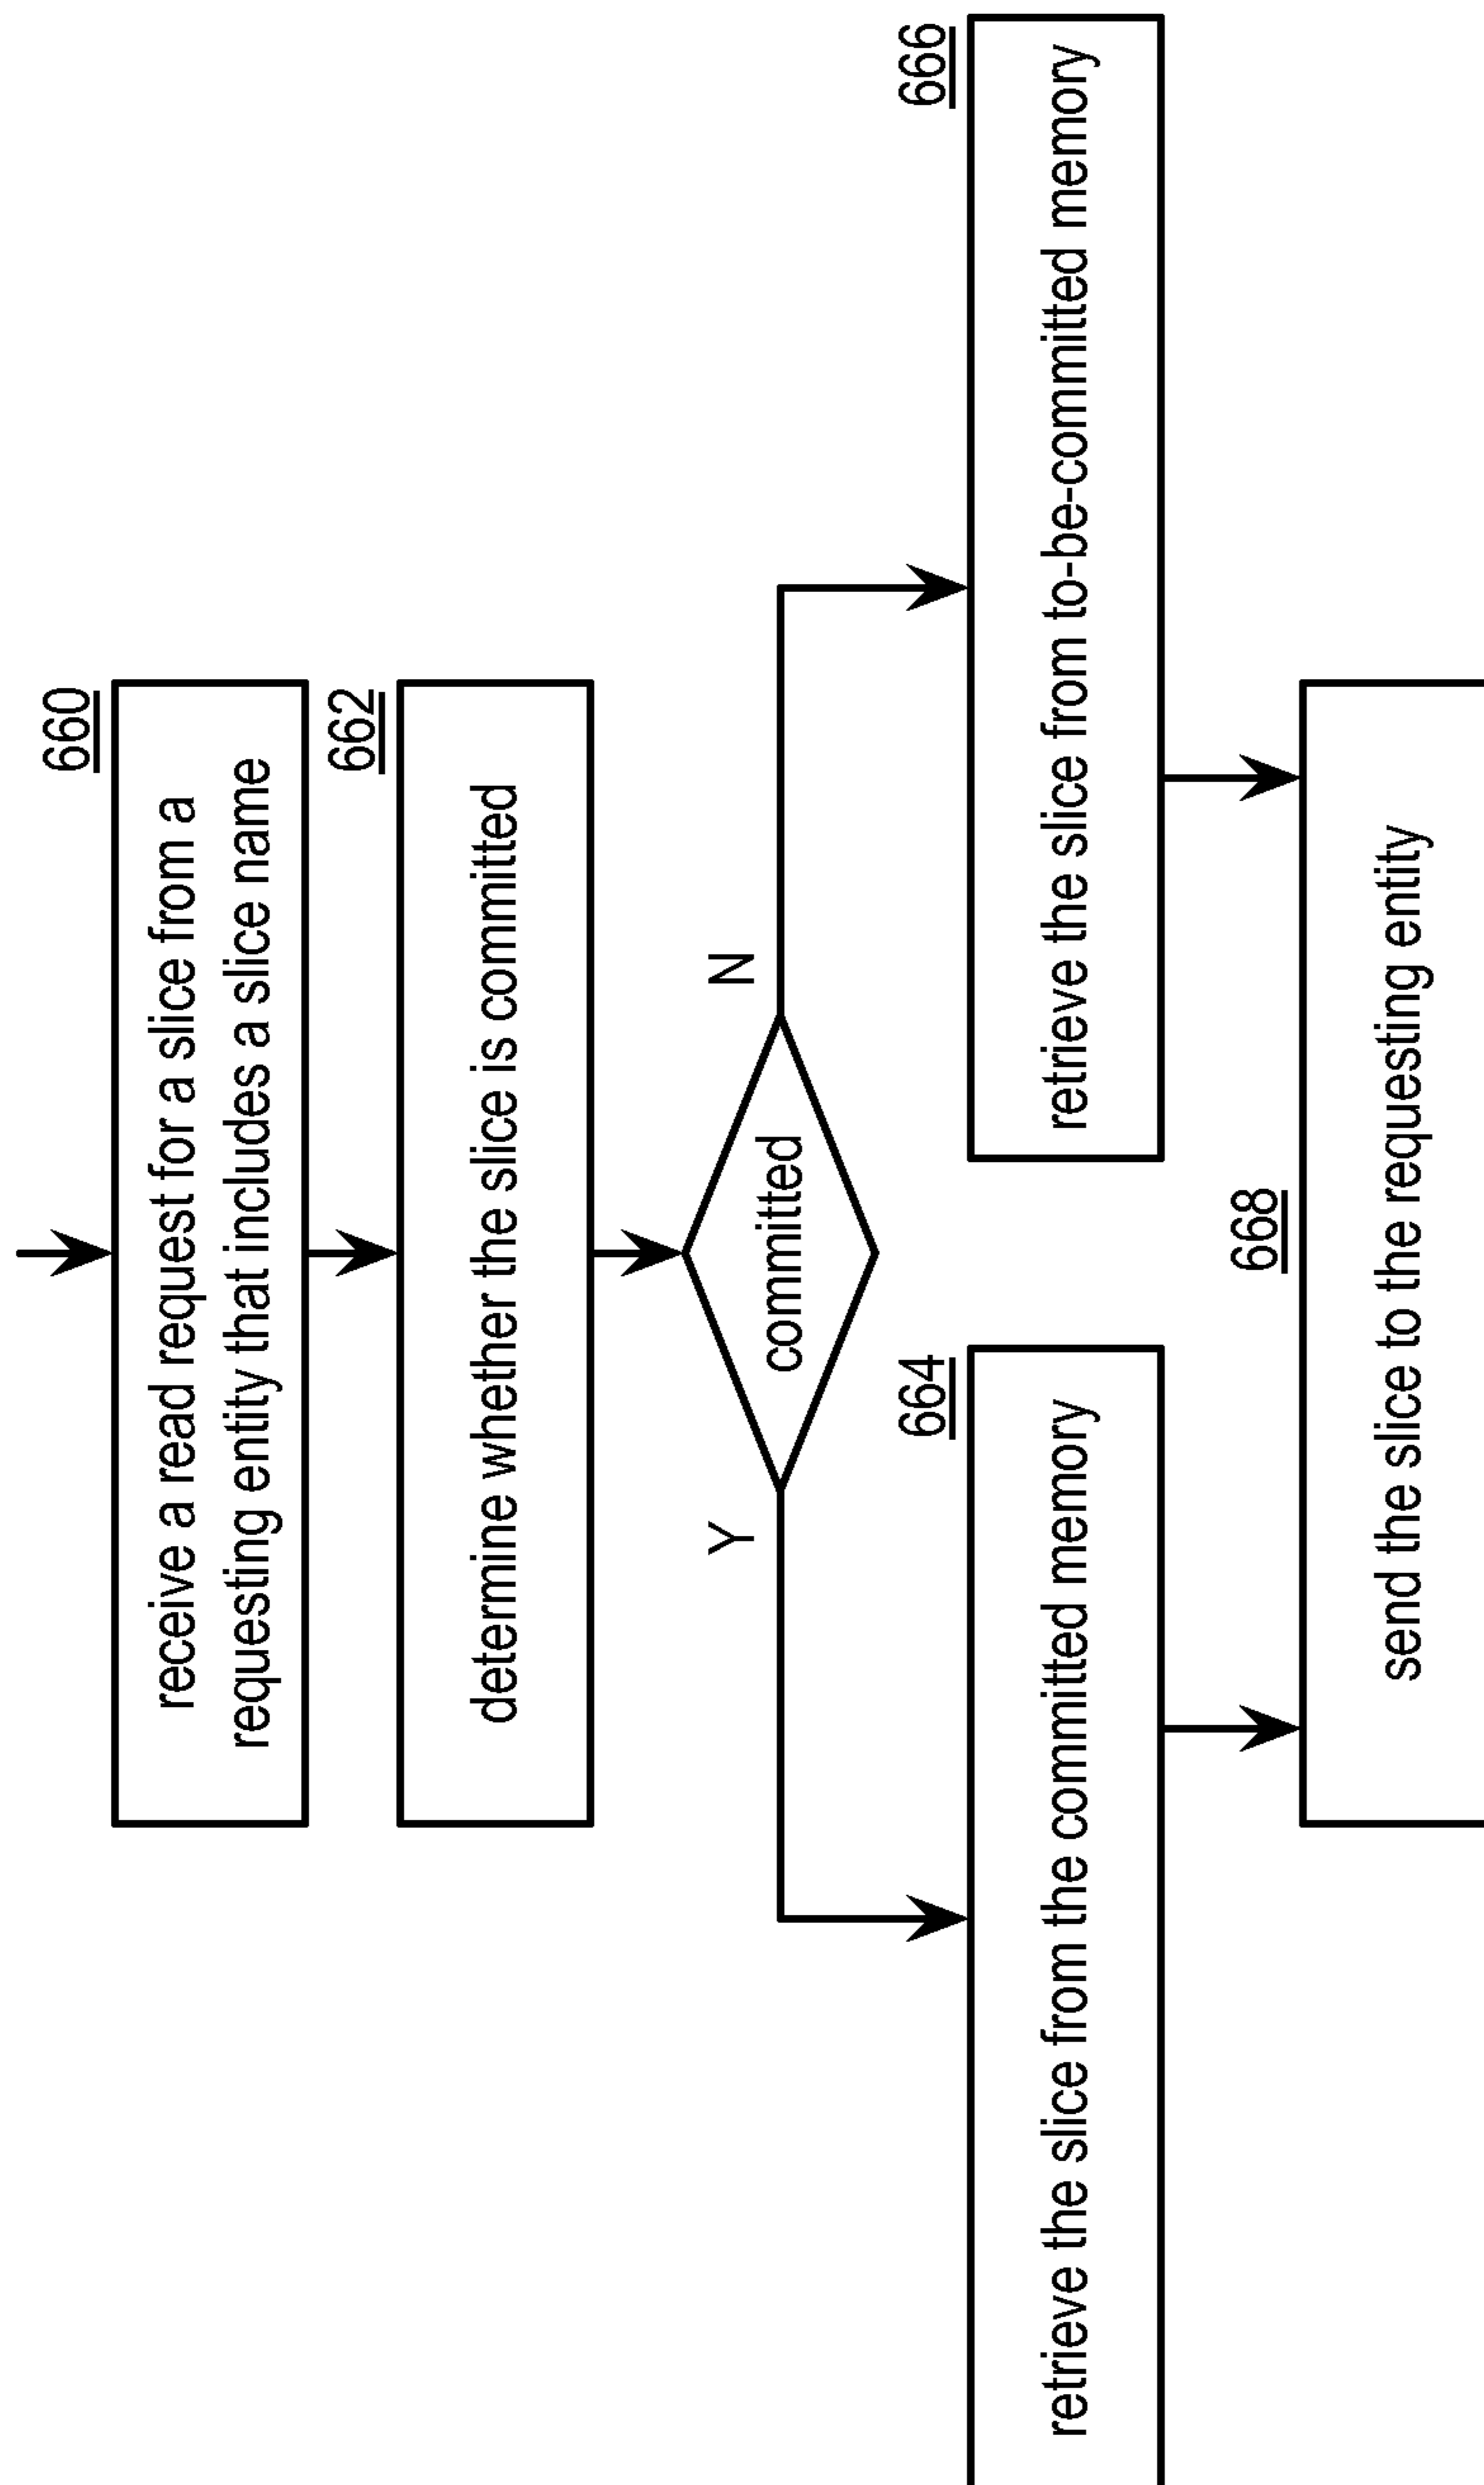 660
receive a read request for a slice from a
requesting entity that includes a slice name
662
determine whether the slice is committed
committed
Y
N
664
retrieve the slice from the committed memory
666
retrieve the slice from to-be-committed memory
668
send the slice to the requesting entity